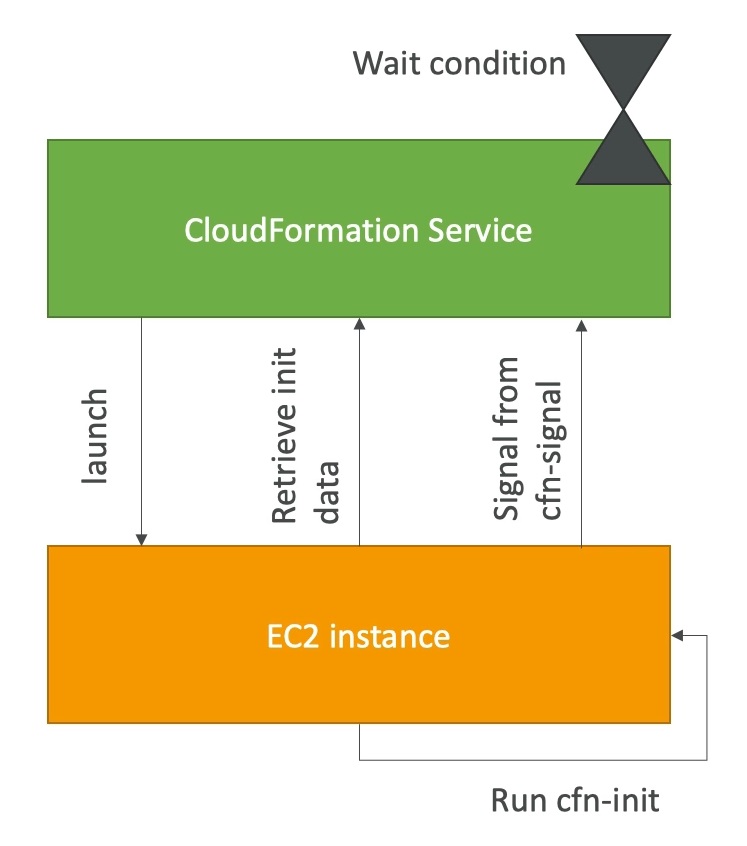 Wait condition
CloudFormation Service
launch
Retrieve init
data
Signal from
cfn-signal
EC2 instance
Run cfn-init